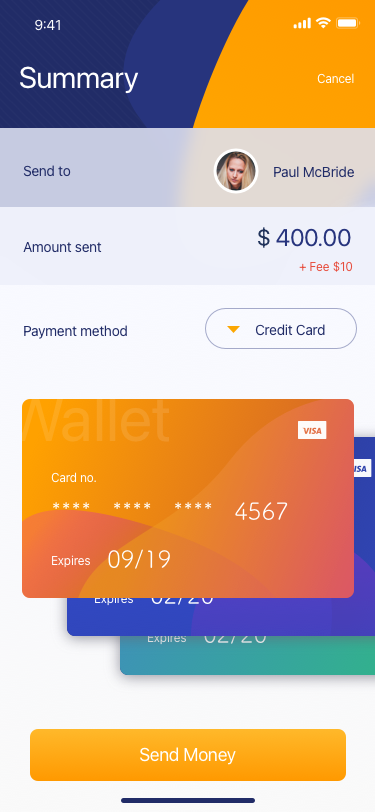 9:41
Summary
Cancel
Send to
Paul McBride
Amount sent
$ 400.00
+ Fee $10
Payment method
Credit Card
Wallet
VISA
Card no.
**** **** **** 4567
Expires 09/19
Expires 02/20
Expires 02/20
Send Money